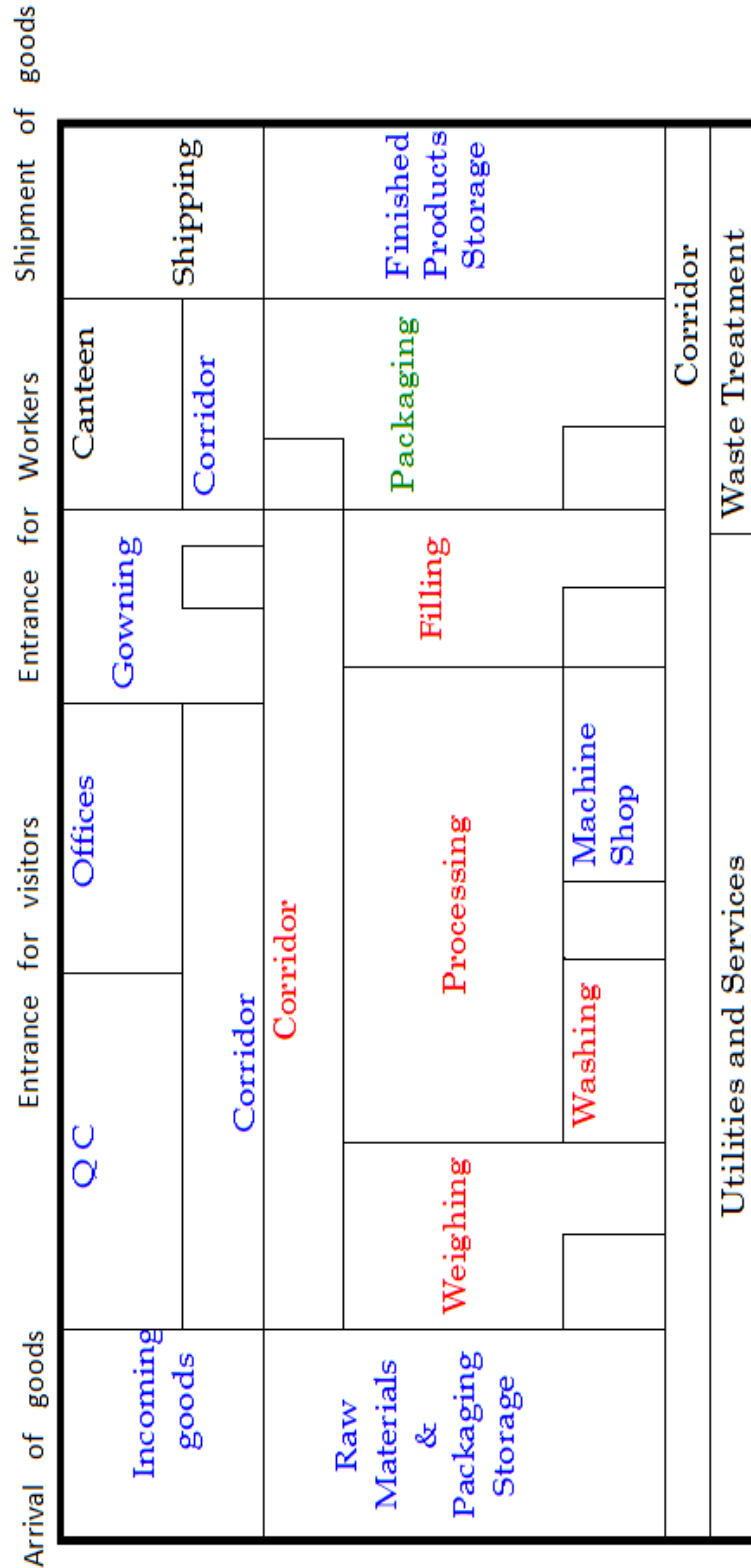 Arrival of goods
Entrance for visitors
Entrance for Workers
Shipment of goods
Incoming
goods
Q C
Offices
Gowning
Canteen
Shipping
Corridor
Corridor
Corridor
Raw
Materials
&
Packaging
Storage
Weighing
Processing
Filling
Packaging
Finished
Products
Storage
Washing
Machine
Shop
Corridor
Utilities and Services
Waste Treatment